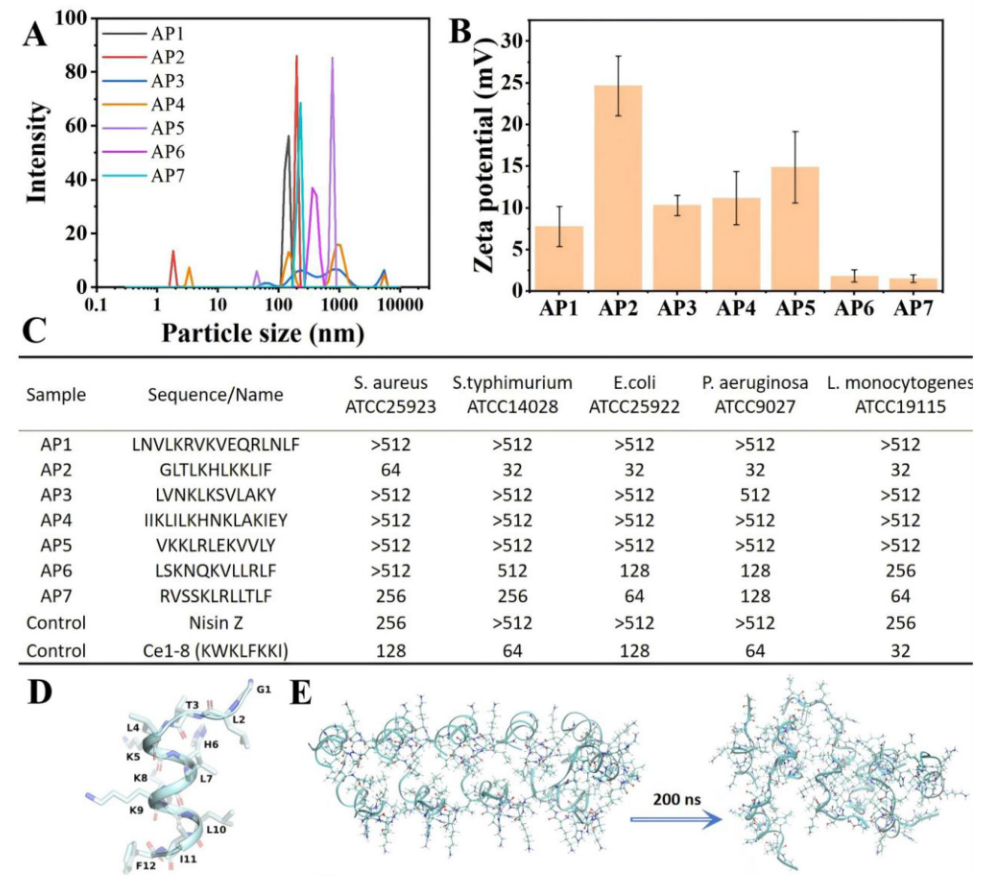 A
100
80
60
40
20
0
Intensity
AP1
AP2
AP3
AP4
AP5
AP6
AP7
0.1 1 10 100 1000 10000
Particle size (nm)
B
30
25
20
15
10
5
0
Zeta potential (mV)
AP1 AP2 AP3 AP4 AP5 AP6 AP7
C
Sample Sequence/Name S. aureus ATCC25923 S.typhimurium ATCC14028 E.coli ATCC25922 P. aeruginosa ATCC9027 L. monocytogenes ATCC19115
AP1 LNVLKRVKVEQRLNLF >512 >512 >512 >512 >512
AP2 GLTLKHLKKLIF 64 32 32 32 32
AP3 LVNKLKSVLAKY >512 >512 >512 512 >512
AP4 IIKLILKHNKLAKIEY >512 >512 >512 >512 >512
AP5 VKKLRLEKVVLY >512 >512 >512 >512 >512
AP6 LSKNQKVLLRLF >512 512 128 128 256
AP7 RVSSKLRLLTLF 256 256 64 128 64
Control Nisin Z 256 >512 >512 >512 256
Control Ce1-8 (KWKLFKKI) 128 64 128 64 32
D
G1
T3
L2
L4
H6
K5
K8
L7
K9
L10
I11
F12
E
200 ns